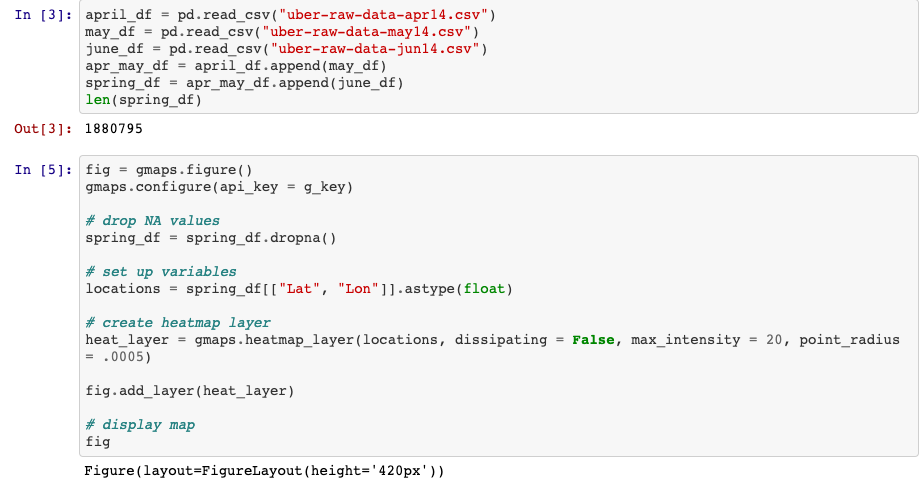 In [3]: april_df = pd.read_csv("uber-raw-data-apr14.csv")
may_df = pd.read_csv("uber-raw-data-may14.csv")
june_df = pd.read_csv("uber-raw-data-jun14.csv")
apr_may_df = april_df.append(may_df)
spring_df = apr_may_df.append(june_df)
len(spring_df)
Out[3]: 1880795
In [5]: fig = gmaps.figure()
gmaps.configure(api_key = g_key)
# drop NA values
spring_df = spring_df.dropna()
# set up variables
locations = spring_df[["Lat", "Lon"]].astype(float)
# create heatmap layer
heat_layer = gmaps.heatmap_layer(locations, dissipating = False, max_intensity = 20, point_radius
= .0005)
fig.add_layer(heat_layer)
# display map
fig
Figure(layout=FigureLayout(height='420px'))